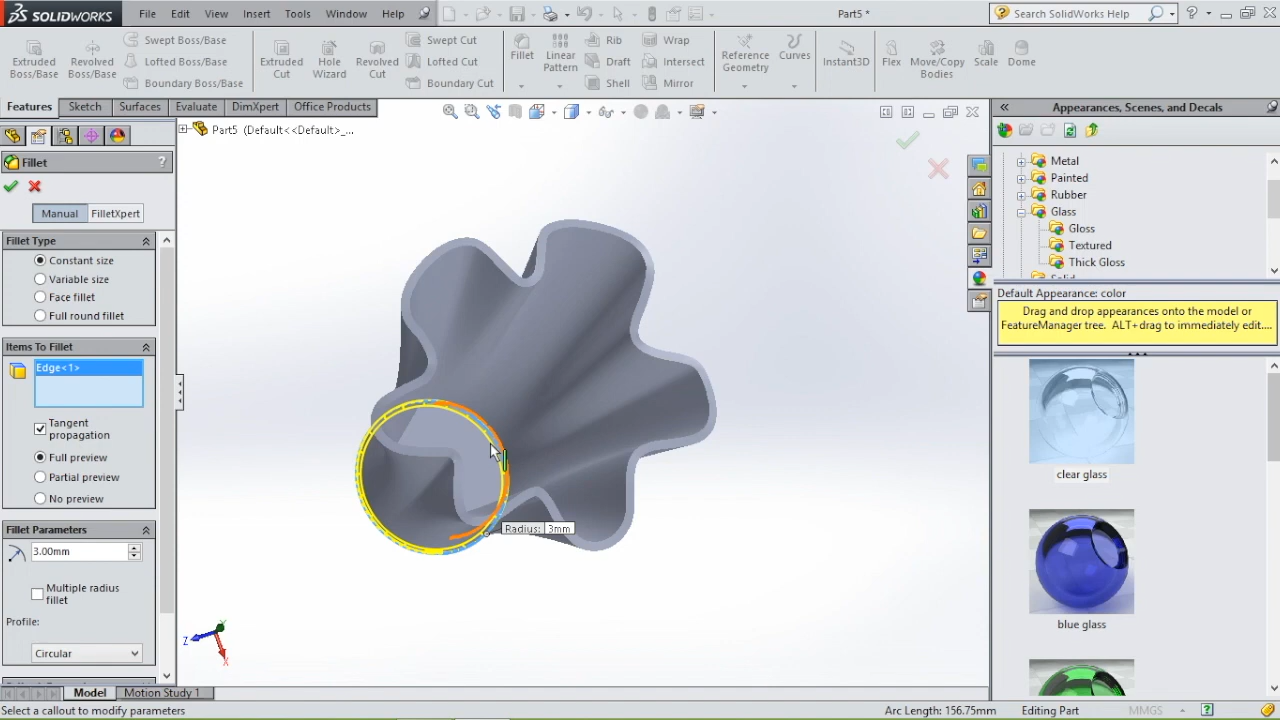 SOLIDWORKS File Edit View Insert Tools Window Help Part5 * Search SolidWorks Help
Extruded Boss/Base
Revolved Boss/Base
Swept Boss/Base
Lofted Boss/Base
Boundary Boss/Base
Extruded Cut
Hole Wizard
Revolved Cut
Swept Cut
Lofted Cut
Boundary Cut
Fillet
Linear Pattern
Rib
Draft
Shell
Wrap
Intersect
Mirror
Reference Geometry
Curves
Instant3D
Flex
Move/Copy Bodies
Scale
Dome
Features Sketch Surfaces Evaluate DimXpert Office Products
Part5 (Default<<Default>_...
Fillet ?
Manual FilletXpert
Fillet Type
Constant size
Variable size
Face fillet
Full round fillet
Items To Fillet
Edge<1>
Tangent
propagation
Full preview
Partial preview
No preview
Fillet Parameters
3.00mm
Multiple radius
fillet
Profile:
Circular
Radius: 3mm
Z
Y
X
Appearances, Scenes, and Decals
Metal
Painted
Rubber
Glass
Gloss
Textured
Thick Gloss
Default Appearance: color
Drag and drop appearances onto the model or
FeatureManager tree. ALT+drag to immediately edit....
clear glass
blue glass
Model Motion Study 1
Select a callout to modify parameters Arc Length: 156.75mm Editing Part MMGS